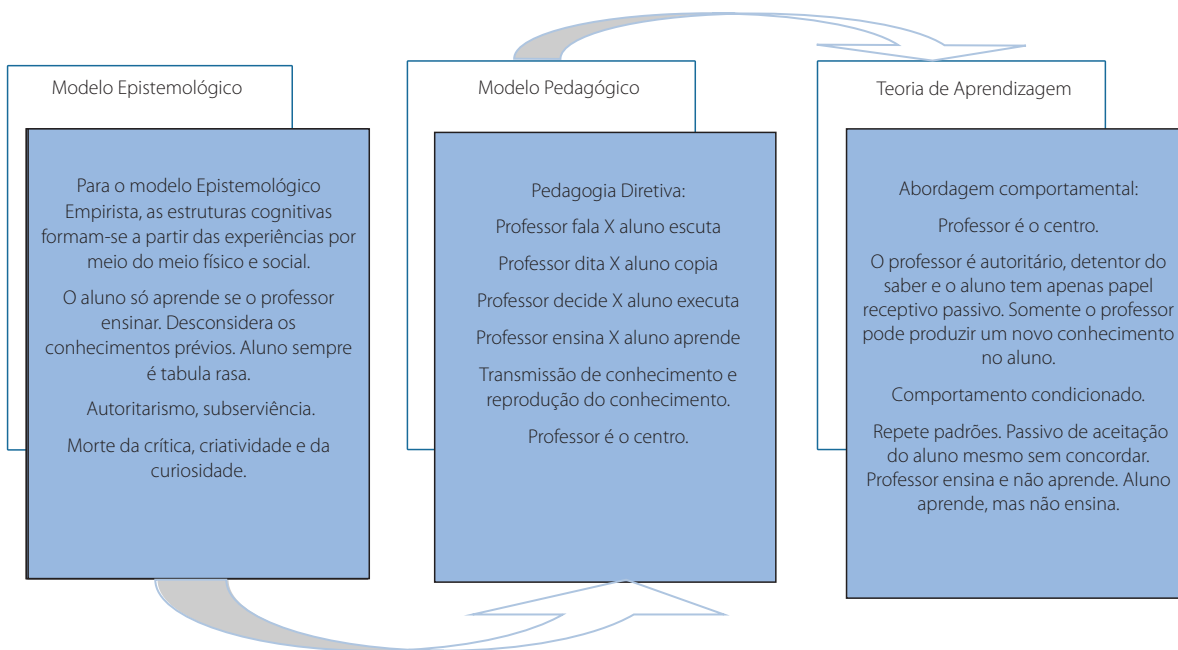 Modelo Epistemológico
Para o modelo Epistemológico
Empirista, as estruturas cognitivas
formam-se a partir das experiências por
meio do meio físico e social.
O aluno só aprende se o professor
ensinar. Desconsidera os
conhecimentos prévios. Aluno sempre
é tabula rasa.
Autoritarismo, subserviência.
Morte da crítica, criatividade e da
curiosidade.
Modelo Pedagógico
Pedagogia Diretiva:
Professor fala X aluno escuta
Professor dita X aluno copia
Professor decide X aluno executa
Professor ensina X aluno aprende
Transmissão de conhecimento e
reprodução do conhecimento.
Professor é o centro.
Teoria de Aprendizagem
Abordagem comportamental:
Professor é o centro.
O professor é autoritário, detentor do
saber e o aluno tem apenas papel
receptivo passivo. Somente o professor
pode produzir um novo conhecimento
no aluno.
Comportamento condicionado.
Repete padrões. Passivo de aceitação
do aluno mesmo sem concordar.
Professor ensina e não aprende. Aluno
aprende, mas não ensina.